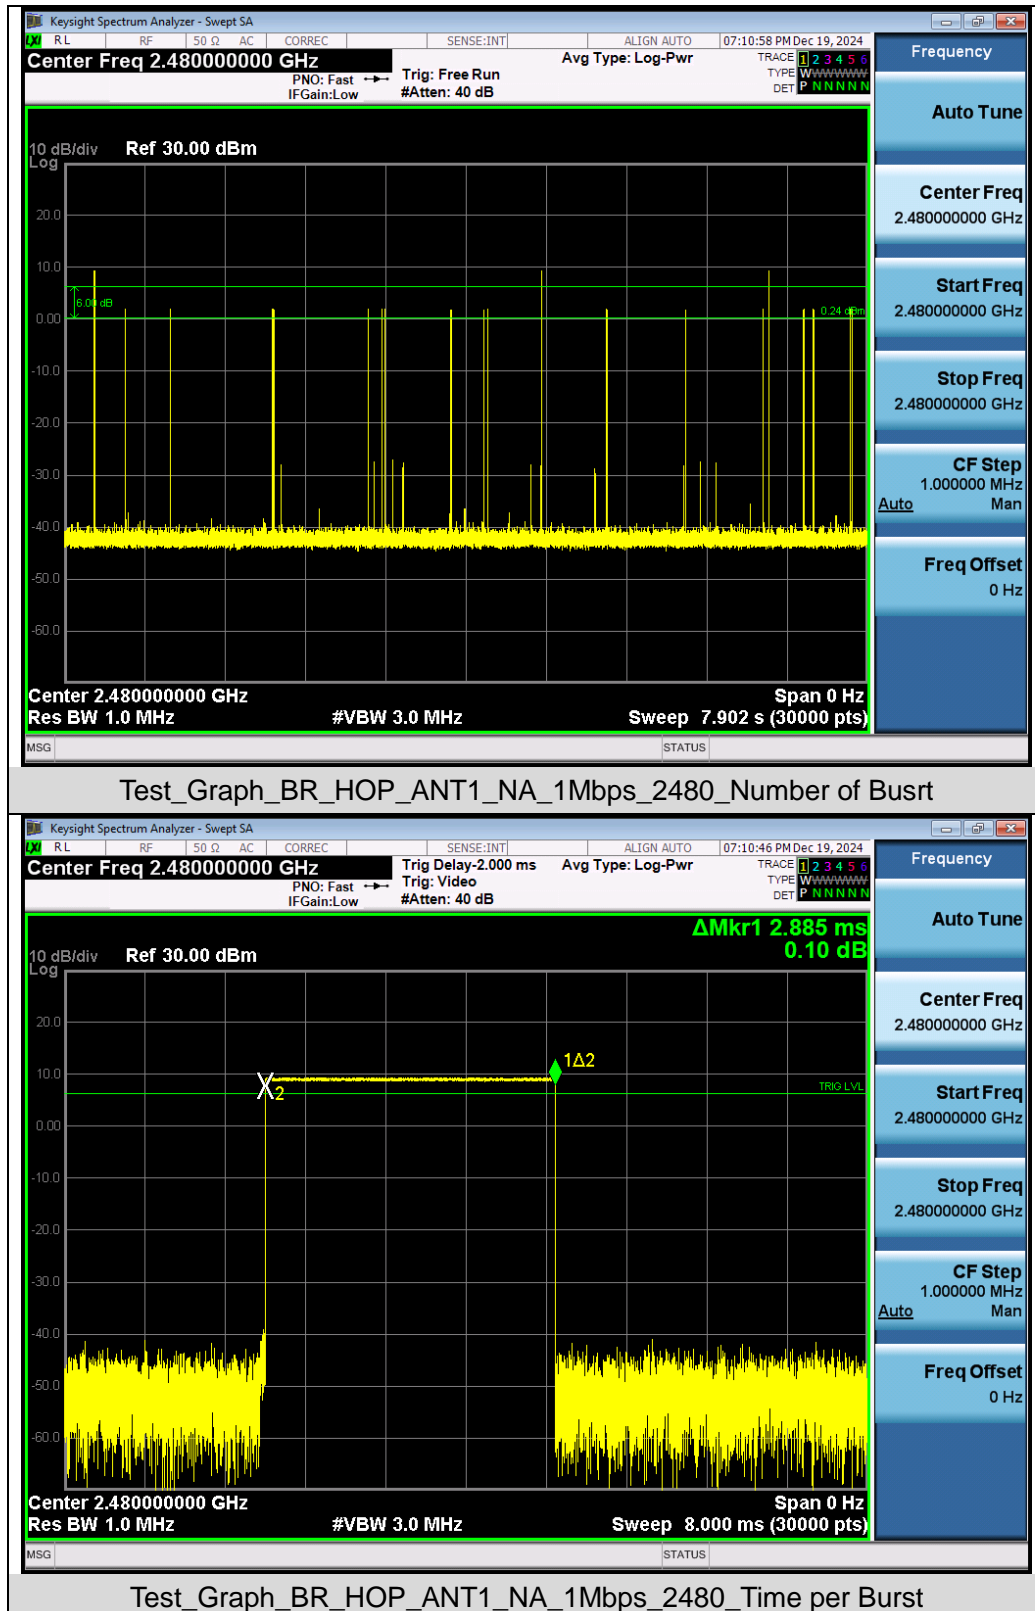 Keysight Spectrum Analyzer - Swept SA
LXI RL RF 50 Ω AC CORREC SENSE:INT ALIGN AUTO 07:10:58 PM Dec 19, 2024
Center Freq 2.480000000 GHz
PNO: Fast
IFGain:Low
Trig: Free Run
#Atten: 40 dB
Avg Type: Log-Pwr
TRACE 1 2 3 4 5 6
TYPE W W W W W W
DET P N N N N N
10 dB/div
Log
Ref 30.00 dBm
20.0
10.0
6.00 dB
0.00
0.24 dBm
-10.0
-20.0
-30.0
-40.0
-50.0
-60.0
Center 2.480000000 GHz
Span 0 Hz
Res BW 1.0 MHz
#VBW 3.0 MHz
Sweep 7.902 s (30000 pts)
MSG
STATUS
Frequency
Auto Tune
Center Freq
2.480000000 GHz
Start Freq
2.480000000 GHz
Stop Freq
2.480000000 GHz
CF Step
1.000000 MHz
Auto Man
Freq Offset
0 Hz
Test_Graph_BR_HOP_ANT1_NA_1Mbps_2480_Number of Busrt
Keysight Spectrum Analyzer - Swept SA
LXI RL RF 50 Ω AC CORREC SENSE:INT ALIGN AUTO 07:10:46 PM Dec 19, 2024
Center Freq 2.480000000 GHz
PNO: Fast
IFGain:Low
Trig Delay-2.000 ms
Trig: Video
#Atten: 40 dB
Avg Type: Log-Pwr
TRACE 1 2 3 4 5 6
TYPE W W W W W W
DET P N N N N N
ΔMkr1 2.885 ms
0.10 dB
10 dB/div
Log
Ref 30.00 dBm
20.0
10.0
1Δ2
2
TRIG LVL
0.00
-10.0
-20.0
-30.0
-40.0
-50.0
-60.0
Center 2.480000000 GHz
Span 0 Hz
Res BW 1.0 MHz
#VBW 3.0 MHz
Sweep 8.000 ms (30000 pts)
MSG
STATUS
Frequency
Auto Tune
Center Freq
2.480000000 GHz
Start Freq
2.480000000 GHz
Stop Freq
2.480000000 GHz
CF Step
1.000000 MHz
Auto Man
Freq Offset
0 Hz
Test_Graph_BR_HOP_ANT1_NA_1Mbps_2480_Time per Burst